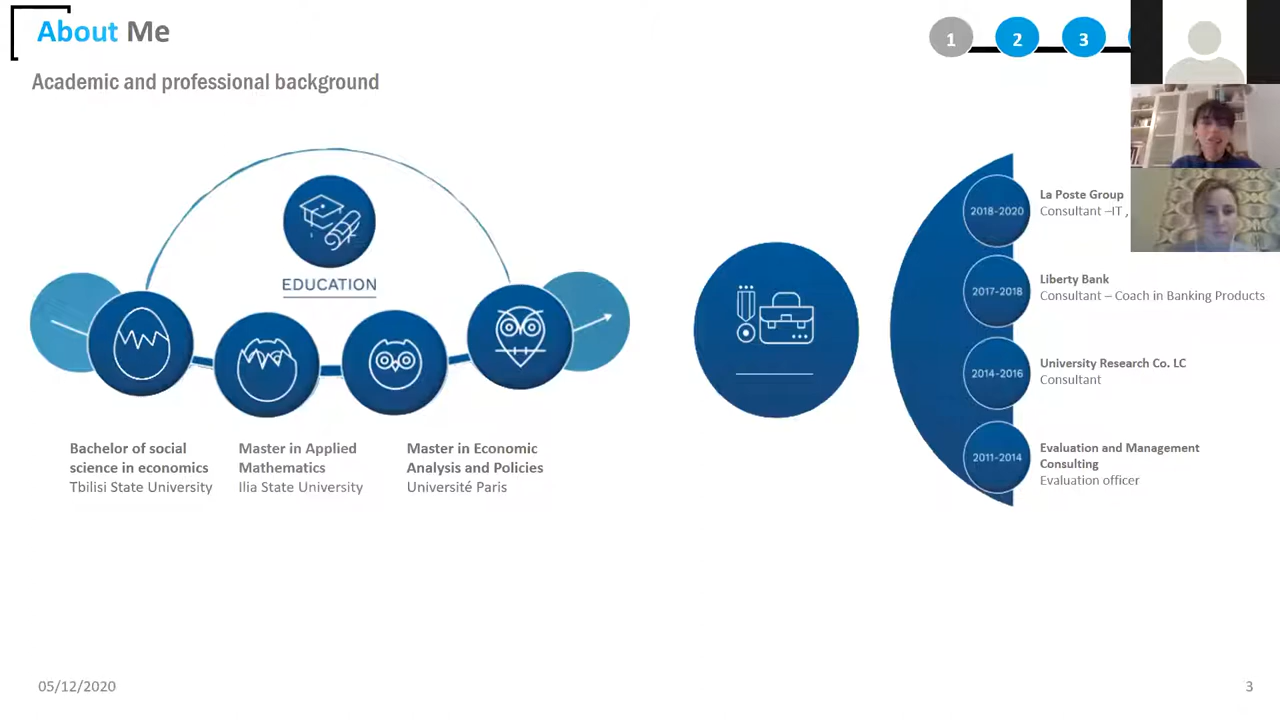 About Me
1
2
3
Academic and professional background
EDUCATION
Bachelor of social
science in economics
Tbilisi State University
Master in Applied
Mathematics
Ilia State University
Master in Economic
Analysis and Policies
Université Paris
2018-2020
La Poste Group
Consultant –IT ,
2017-2018
Liberty Bank
Consultant – Coach in Banking Products
2014-2016
University Research Co. LC
Consultant
2011-2014
Evaluation and Management
Consulting
Evaluation officer
05/12/2020
3